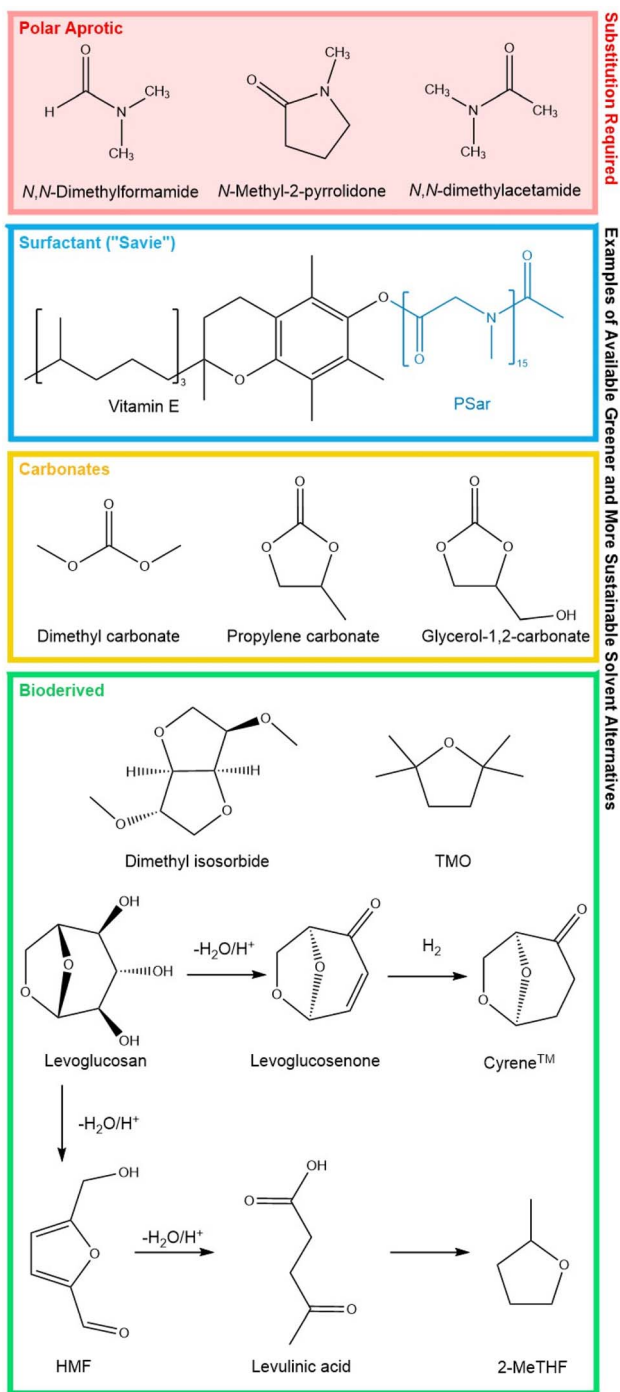 Polar Aprotic
Substitution Required
O
H
N
CH3
CH3
O
N
CH3
CH3
N
CH3
O
CH3
N,N-Dimethylformamide
N-Methyl-2-pyrrolidone
N,N-dimethylacetamide
Examples of Available Greener and More Sustainable Solvent Alternatives
Surfactant ("Savie")
O
O
O
N
O
3
15
Vitamin E
PSar
Carbonates
O
O
O
O
O
O
O
O
O
OH
Dimethyl carbonate
Propylene carbonate
Glycerol-1,2-carbonate
Bioderived
O
O
H
H
O
O
O
Dimethyl isosorbide
TMO
OH
O
OH
O
OH
-H2O/H+
O
O
O
H2
O
O
O
Levoglucosan
Levoglucosenone
Cyrene™
-H2O/H+
OH
O
O
-H2O/H+
OH
O
O
O
HMF
Levulinic acid
2-MeTHF